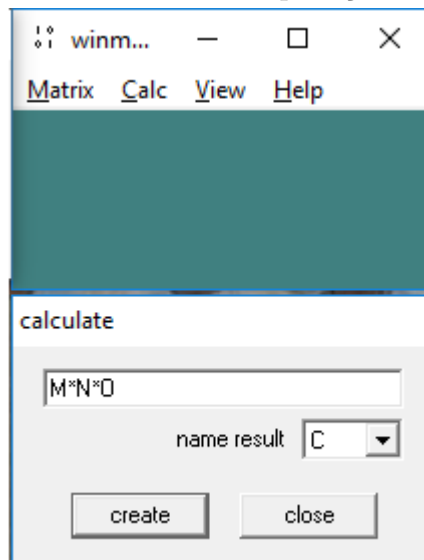 winm...
Matrix Calc View Help
calculate
M*N*O
name result C
create close